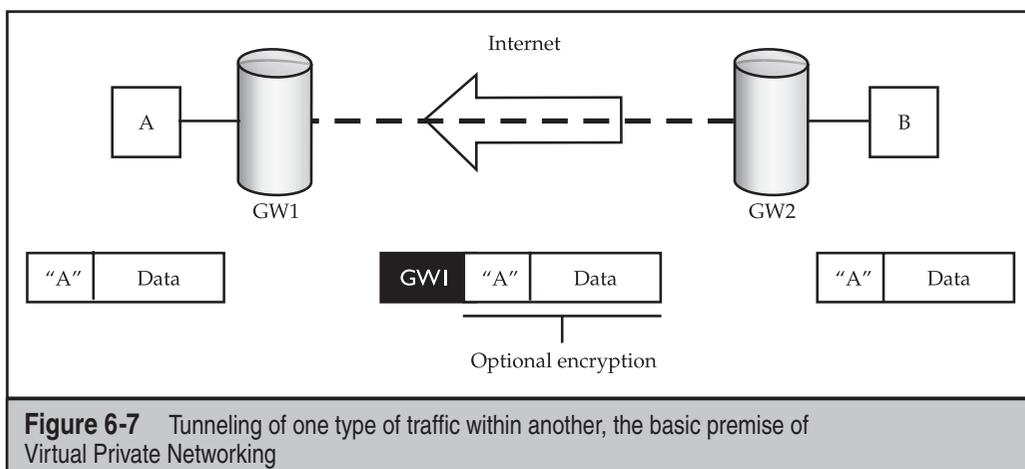 Internet
A
B
GW1
GW2
“A” Data
GW1 “A” Data
“A” Data
Optional encryption
Figure 6-7 Tunneling of one type of traffic within another, the basic premise of
Virtual Private Networking